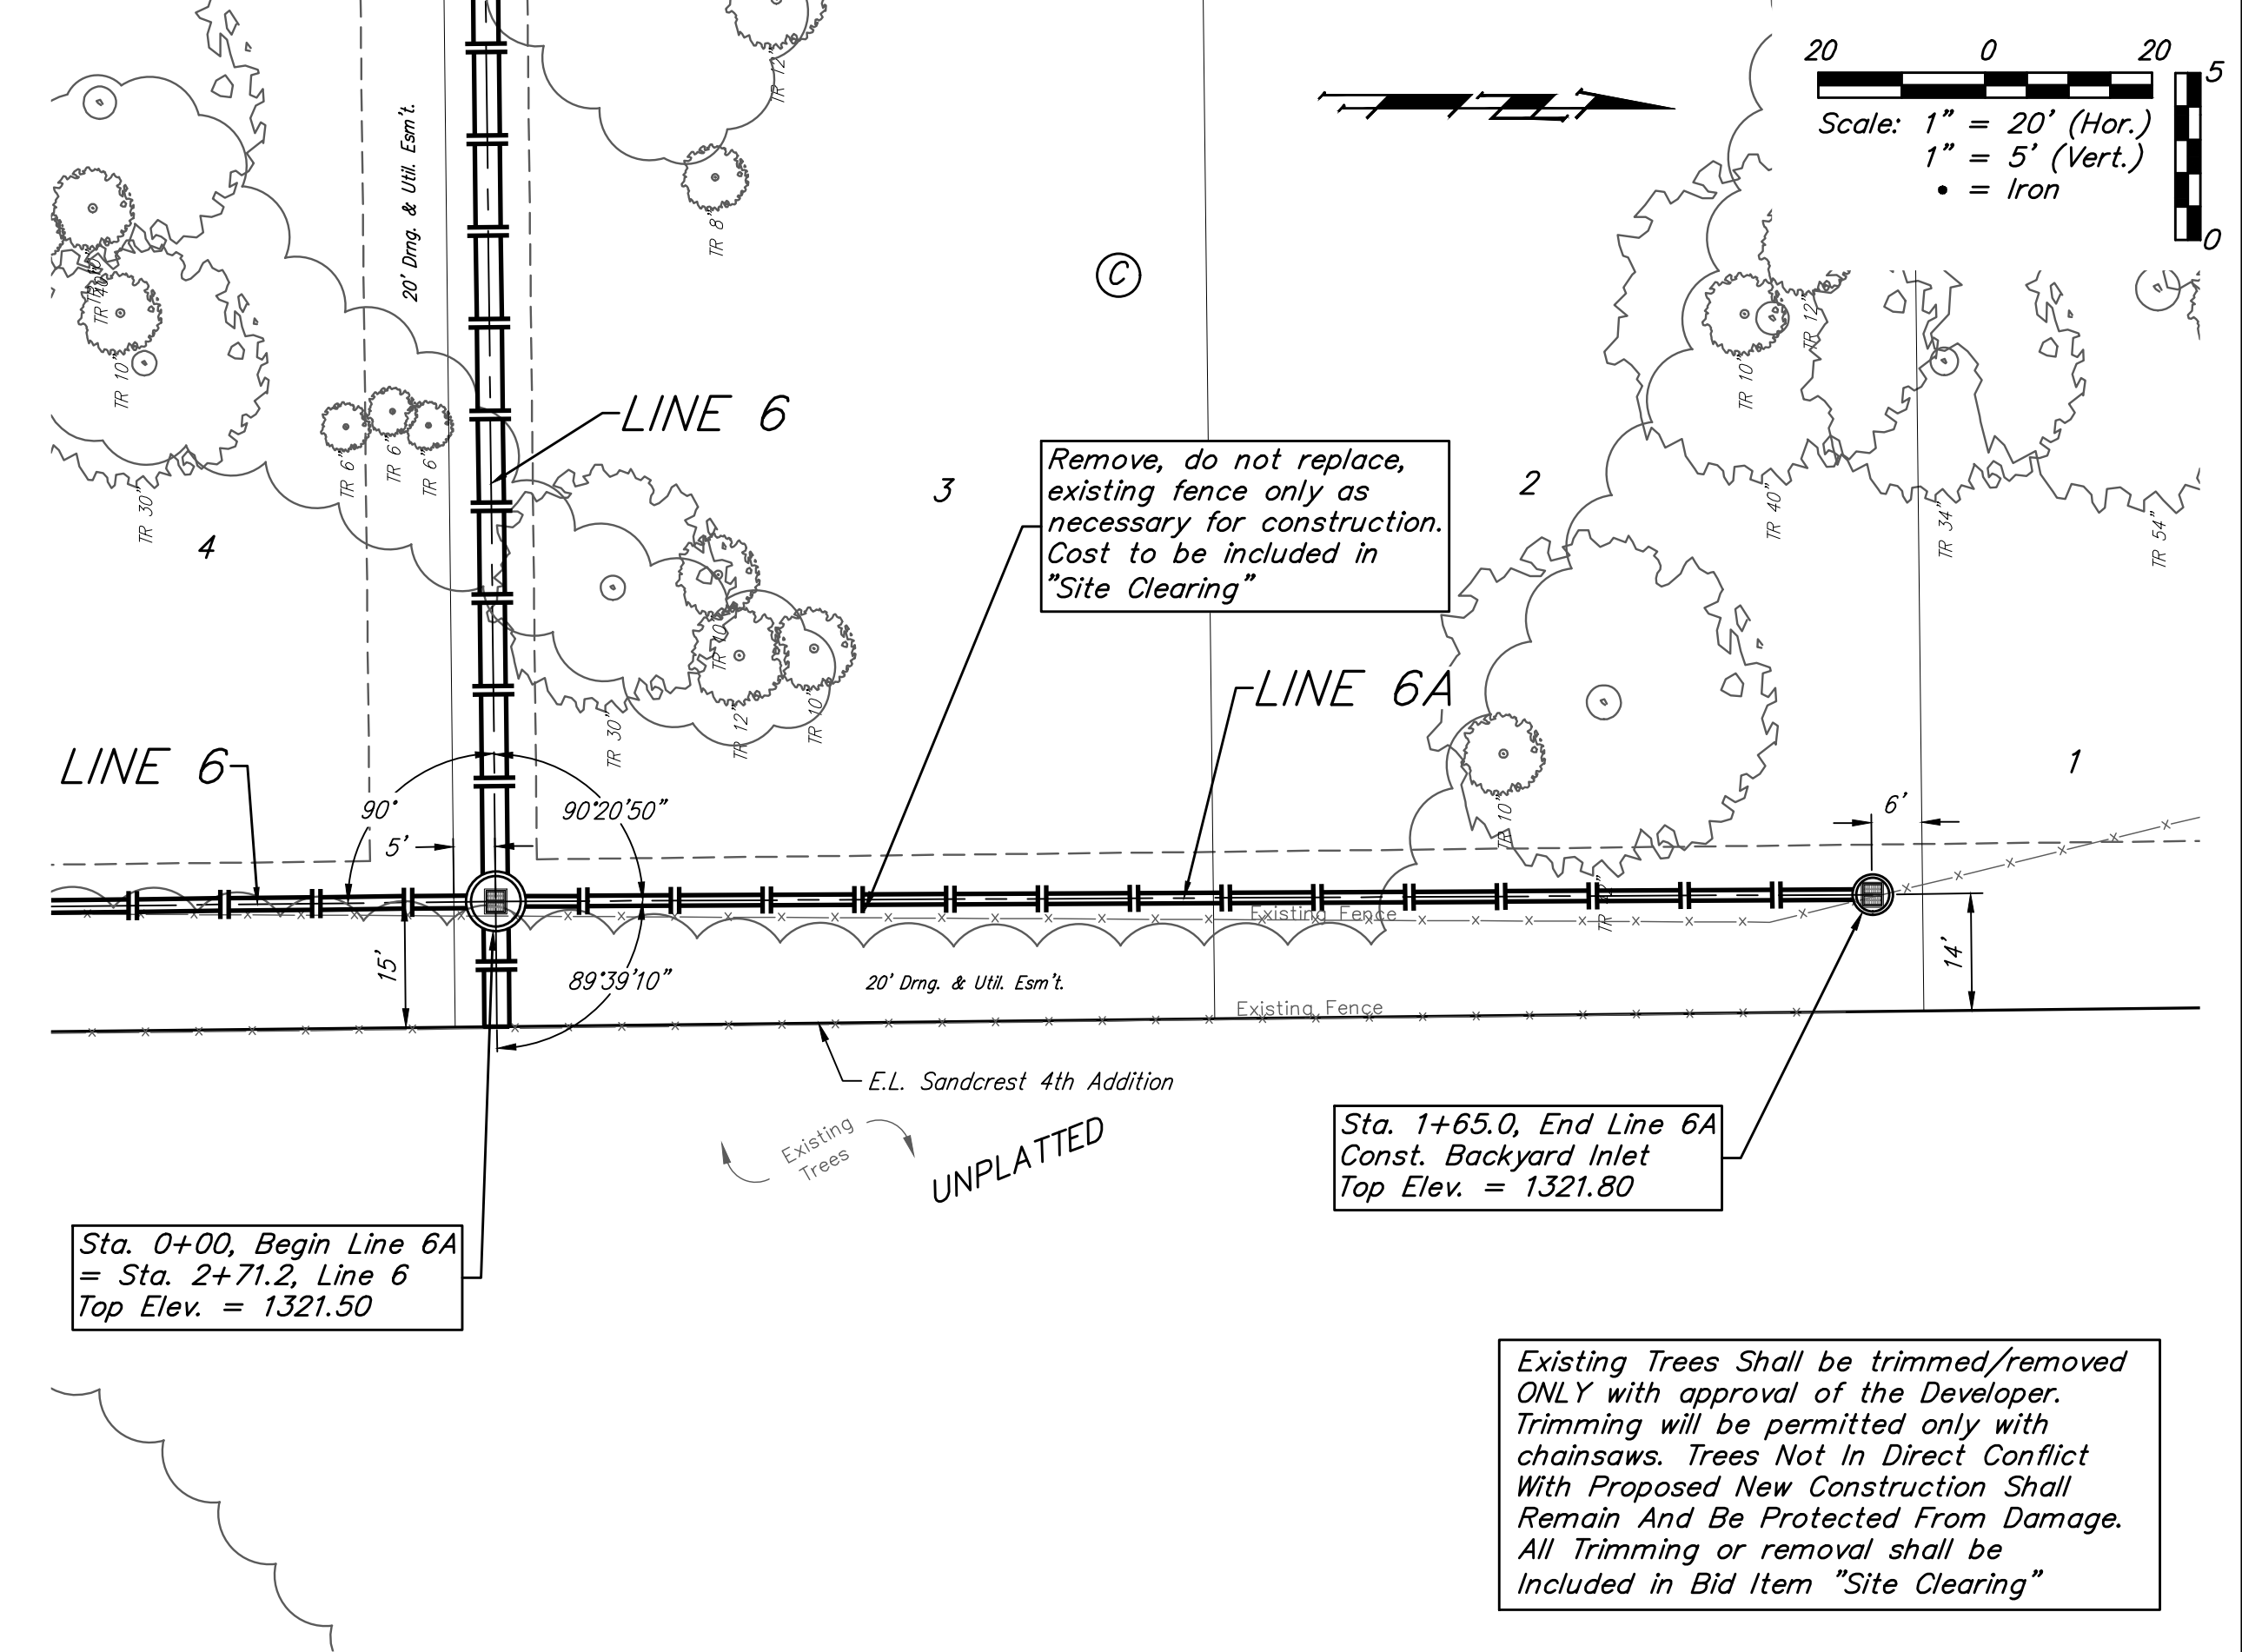 20 0 20
5
Scale: 1" = 20' (Hor.)
1" = 5' (Vert.)
• = Iron
0
20' Drng. & Util. Esm't.
TR 12"
TR 8"
C
TR 10"
TR 12"
TR 10"
TR 6"
TR 6"
TR 6"
TR 30"
TR 40"
TR 34"
TR 54"
LINE 6
3
2
4
1
Remove, do not replace,
existing fence only as
necessary for construction.
Cost to be included in
"Site Clearing"
TR 10"
TR 30"
TR 12"
TR 10"
LINE 6A
TR 10"
LINE 6
90°
90°20'50"
5'
6'
Existing Fence
15'
89°39'10"
20' Drng. & Util. Esm't.
14'
Existing Fence
E.L. Sandcrest 4th Addition
Existing
Trees
UNPLATTED
Sta. 1+65.0, End Line 6A
Const. Backyard Inlet
Top Elev. = 1321.80
Sta. 0+00, Begin Line 6A
= Sta. 2+71.2, Line 6
Top Elev. = 1321.50
Existing Trees Shall be trimmed/removed
ONLY with approval of the Developer.
Trimming will be permitted only with
chainsaws. Trees Not In Direct Conflict
With Proposed New Construction Shall
Remain And Be Protected From Damage.
All Trimming or removal shall be
Included in Bid Item "Site Clearing"